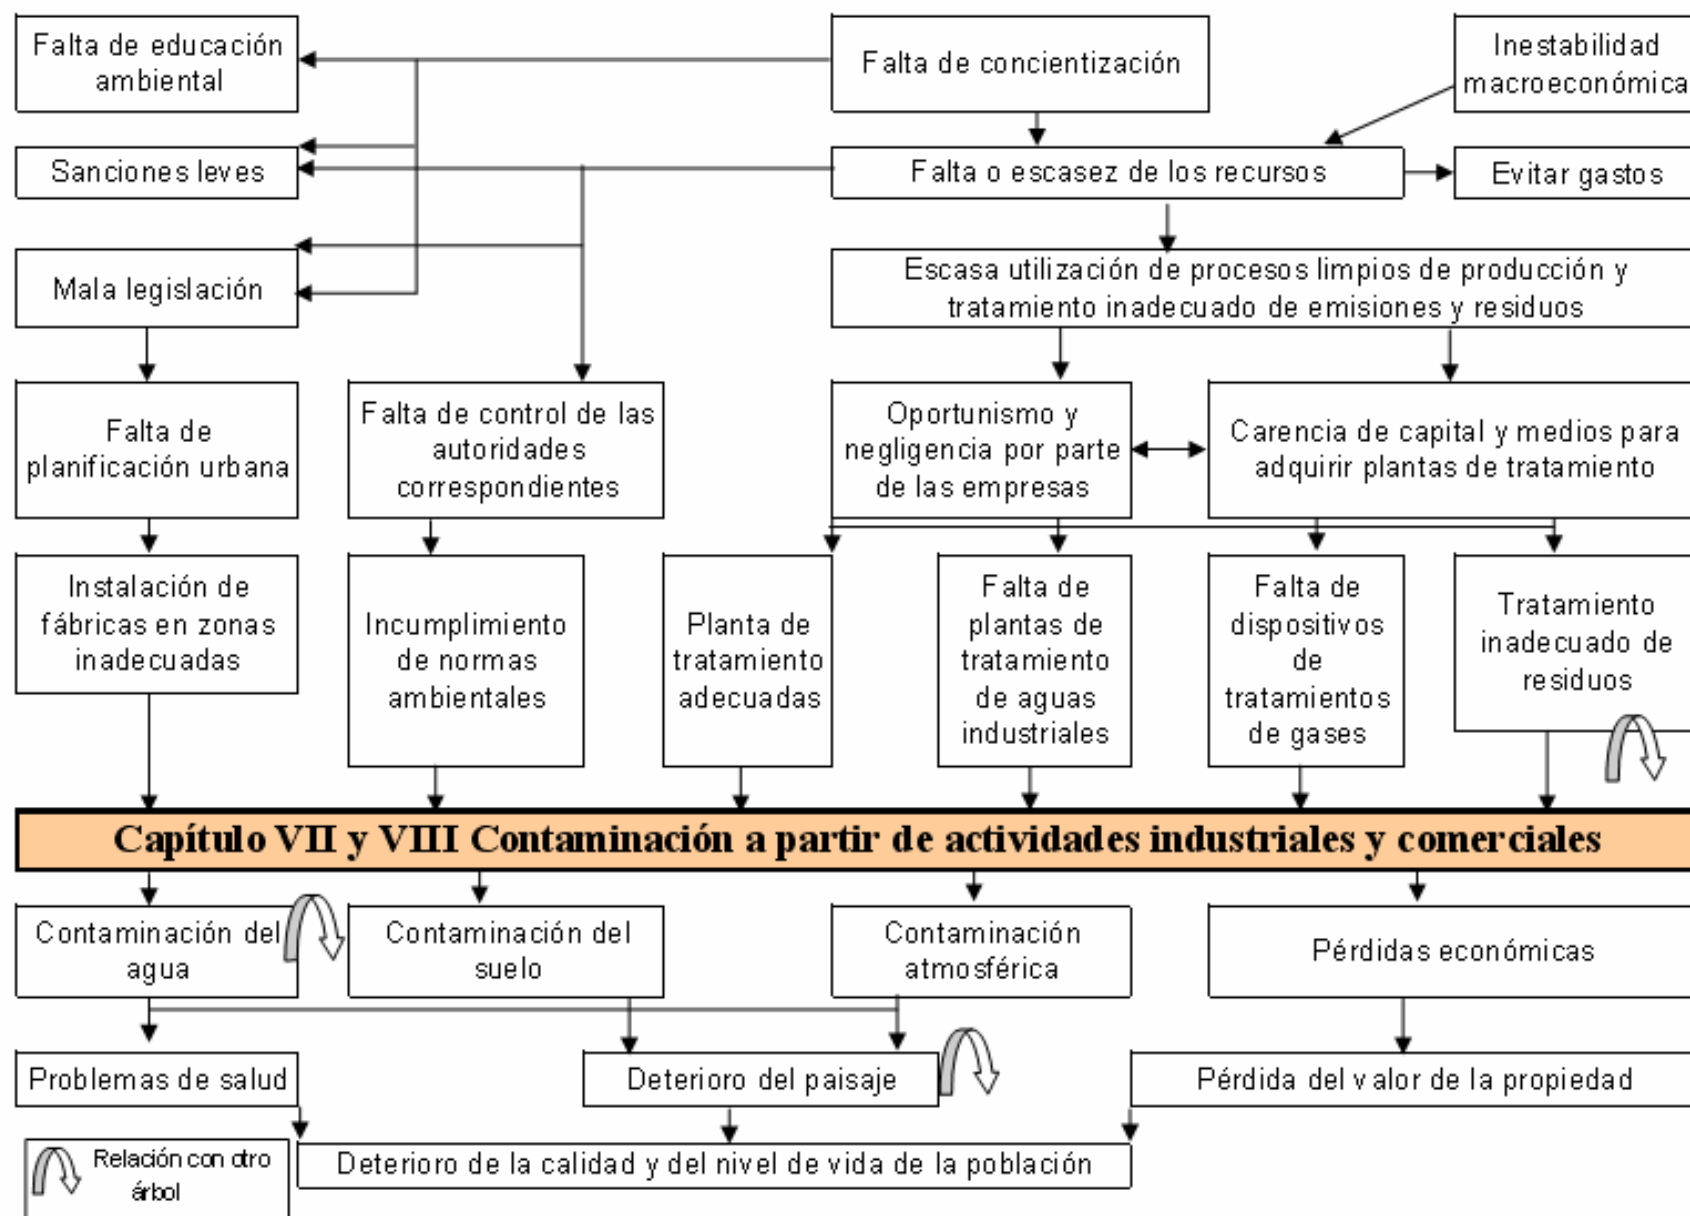 Falta de educación
ambiental
Falta de concientización
Inestabilidad
macroeconómica
Sanciones leves
Falta o escasez de los recursos
Evitar gastos
Mala legislación
Escasa utilización de procesos limpios de producción y
tratamiento inadecuado de emisiones y residuos
Falta de
planificación urbana
Falta de control de las
autoridades
correspondientes
Oportunismo y
negligencia por parte
de las empresas
Carencia de capital y medios para
adquirir plantas de tratamiento
Instalación de
fábricas en zonas
inadecuadas
Incumplimiento
de normas
ambientales
Planta de
tratamiento
adecuadas
Falta de
plantas de
tratamiento
de aguas
industriales
Falta de
dispositivos
de
tratamientos
de gases
Tratamiento
inadecuado de
residuos
Capítulo VII y VIII Contaminación a partir de actividades industriales y comerciales
Contaminación del
agua
Contaminación del
suelo
Contaminación
atmosférica
Pérdidas económicas
Problemas de salud
Deterioro del paisaje
Pérdida del valor de la propiedad
Relación con otro
árbol
Deterioro de la calidad y del nivel de vida de la población